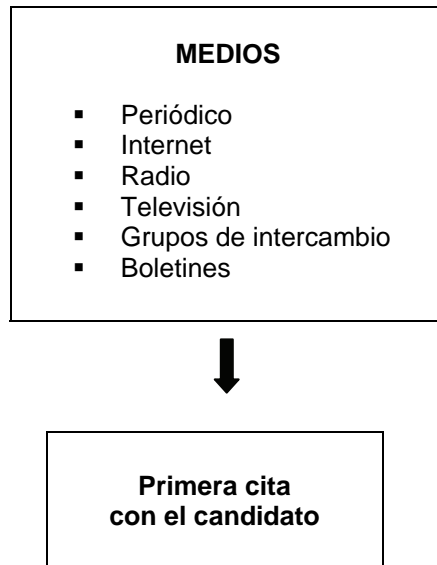 MEDIOS
▪ Periódico
▪ Internet
▪ Radio
▪ Televisión
▪ Grupos de intercambio
▪ Boletines
Primera cita
con el candidato